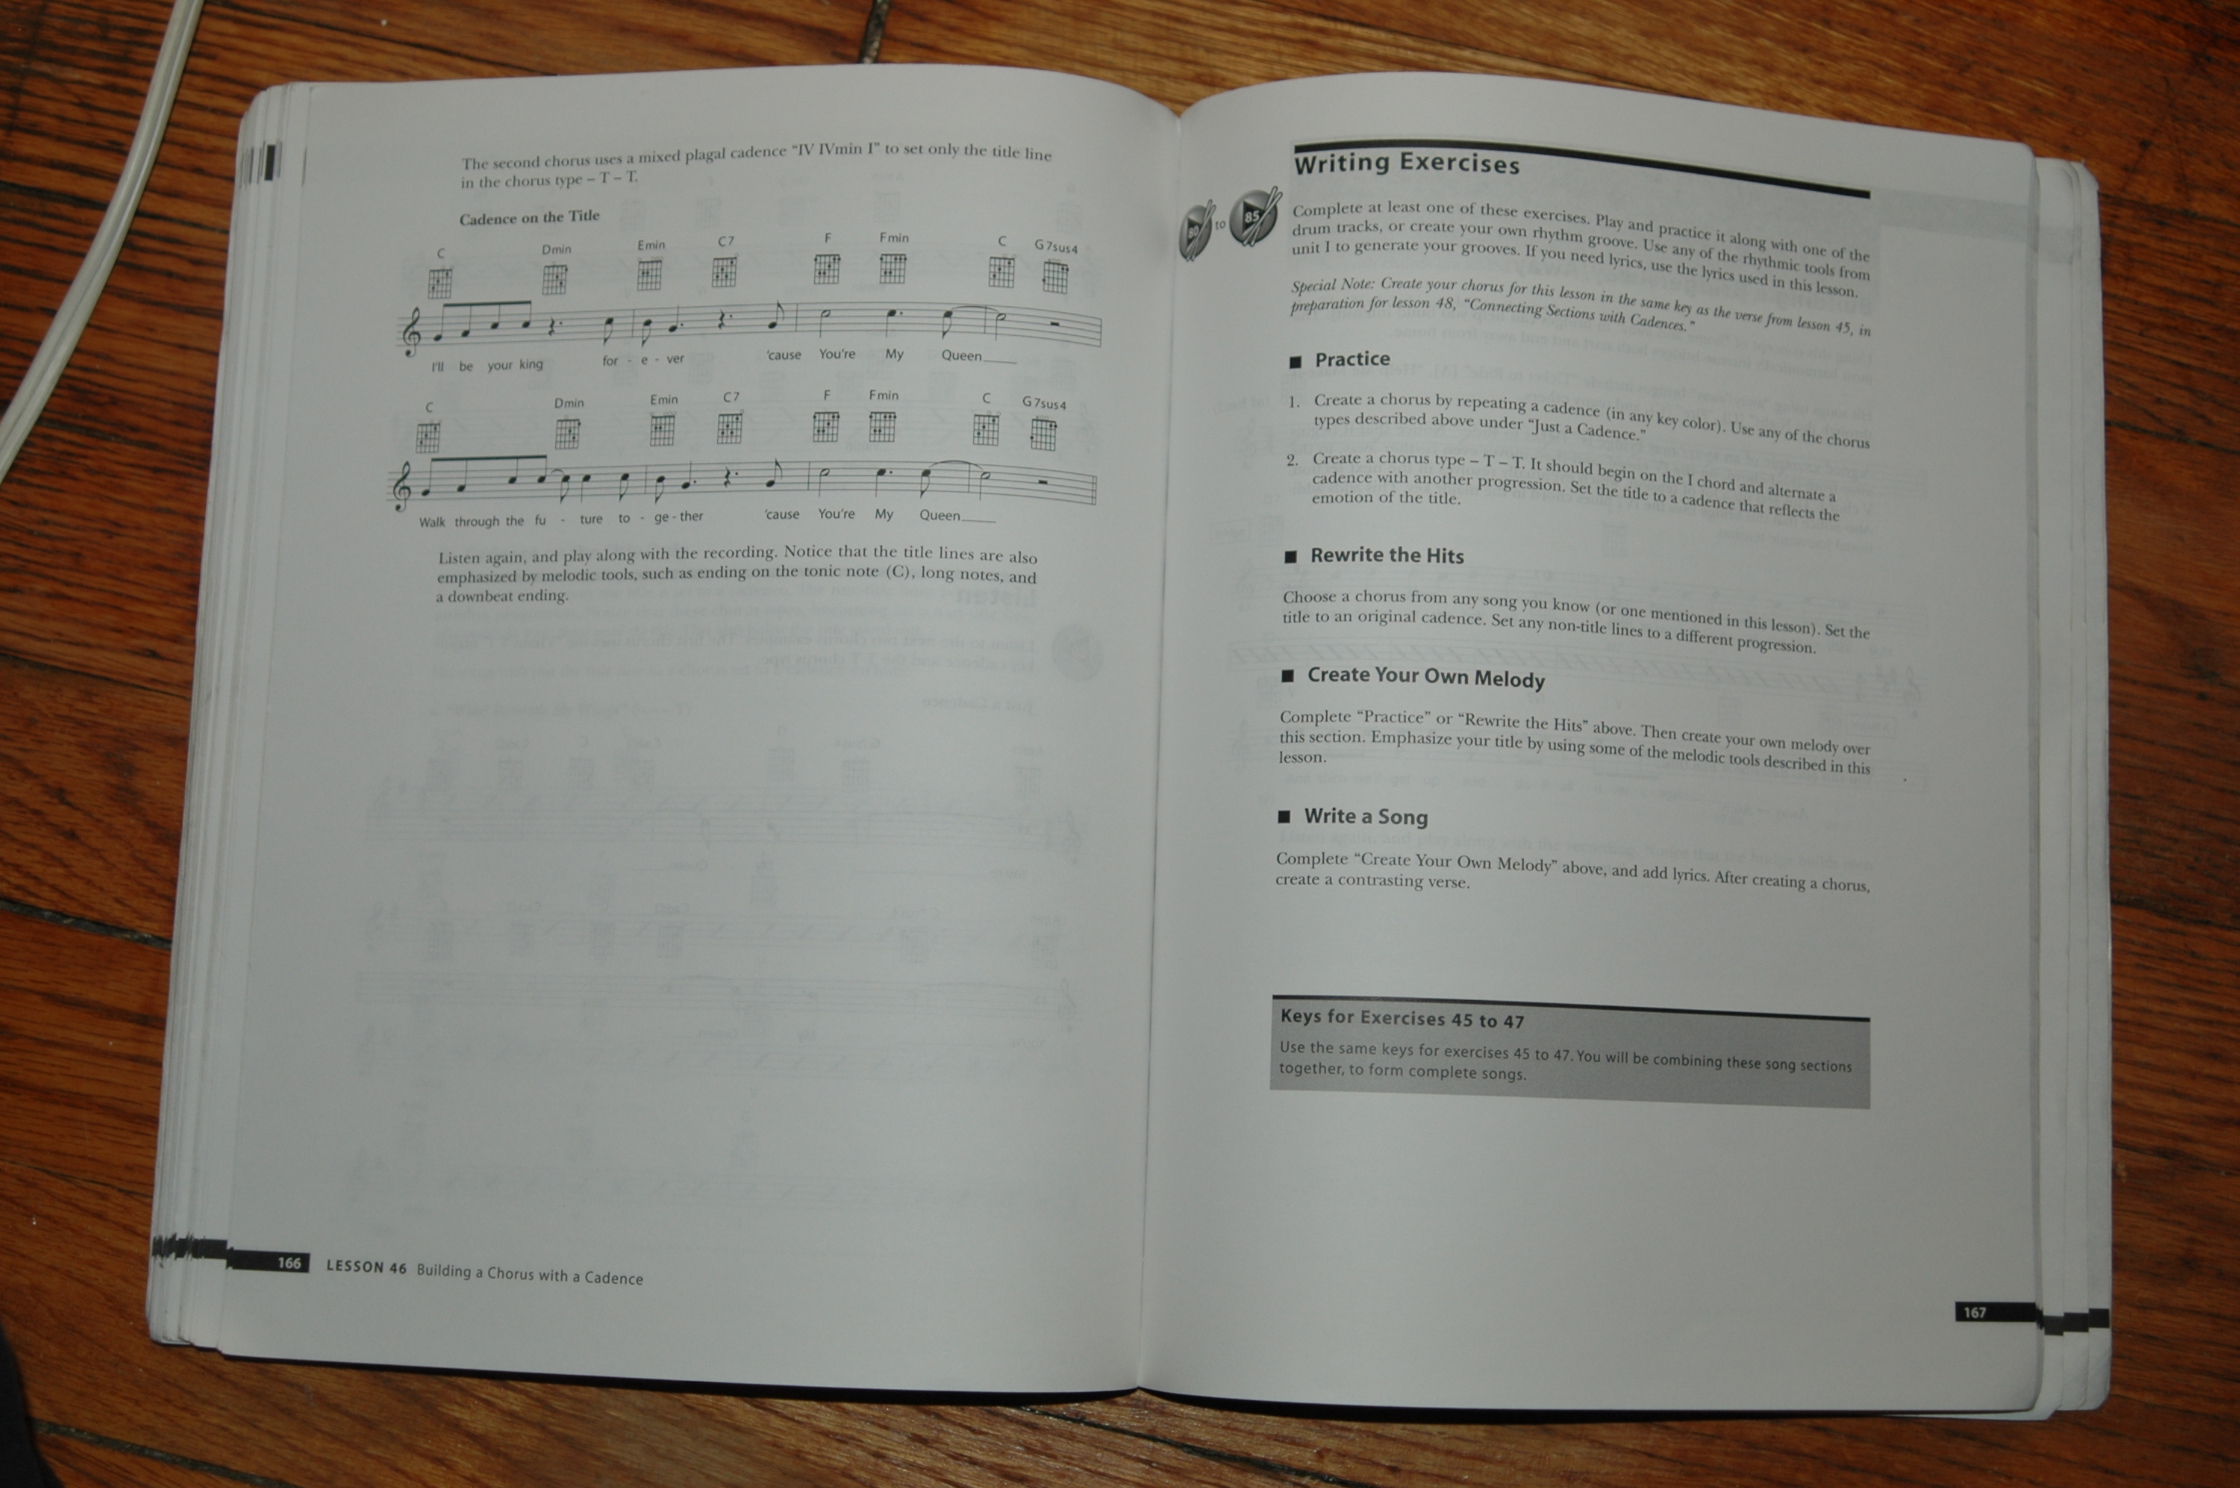 The second chorus uses a mixed plagal cadence "IV IVmin I" to set only the title line
in the chorus type – T – T.
Cadence on the Title
C Dmin Emin C7 F Fmin C G7sus4
I'll be your king for - e - ver 'cause You're My Queen
C Dmin Emin C7 F Fmin C G7sus4
Walk through the fu - ture to - ge - ther 'cause You're My Queen
Listen again, and play along with the recording. Notice that the title lines are also
emphasized by melodic tools, such as ending on the tonic note (C), long notes, and
a downbeat ending.
166 LESSON 46 Building a Chorus with a Cadence
Writing Exercises
80 to 85
Complete at least one of these exercises. Play and practice it along with one of the
drum tracks, or create your own rhythm groove. Use any of the rhythmic tools from
unit I to generate your grooves. If you need lyrics, use the lyrics used in this lesson.
Special Note: Create your chorus for this lesson in the same key as the verse from lesson 45, in
preparation for lesson 48, "Connecting Sections with Cadences."
■ Practice
1. Create a chorus by repeating a cadence (in any key color). Use any of the chorus
types described above under "Just a Cadence."
2. Create a chorus type – T – T. It should begin on the I chord and alternate a
cadence with another progression. Set the title to a cadence that reflects the
emotion of the title.
■ Rewrite the Hits
Choose a chorus from any song you know (or one mentioned in this lesson). Set the
title to an original cadence. Set any non-title lines to a different progression.
■ Create Your Own Melody
Complete "Practice" or "Rewrite the Hits" above. Then create your own melody over
this section. Emphasize your title by using some of the melodic tools described in this
lesson.
■ Write a Song
Complete "Create Your Own Melody" above, and add lyrics. After creating a chorus,
create a contrasting verse.
Keys for Exercises 45 to 47
Use the same keys for exercises 45 to 47. You will be combining these song sections
together, to form complete songs.
167